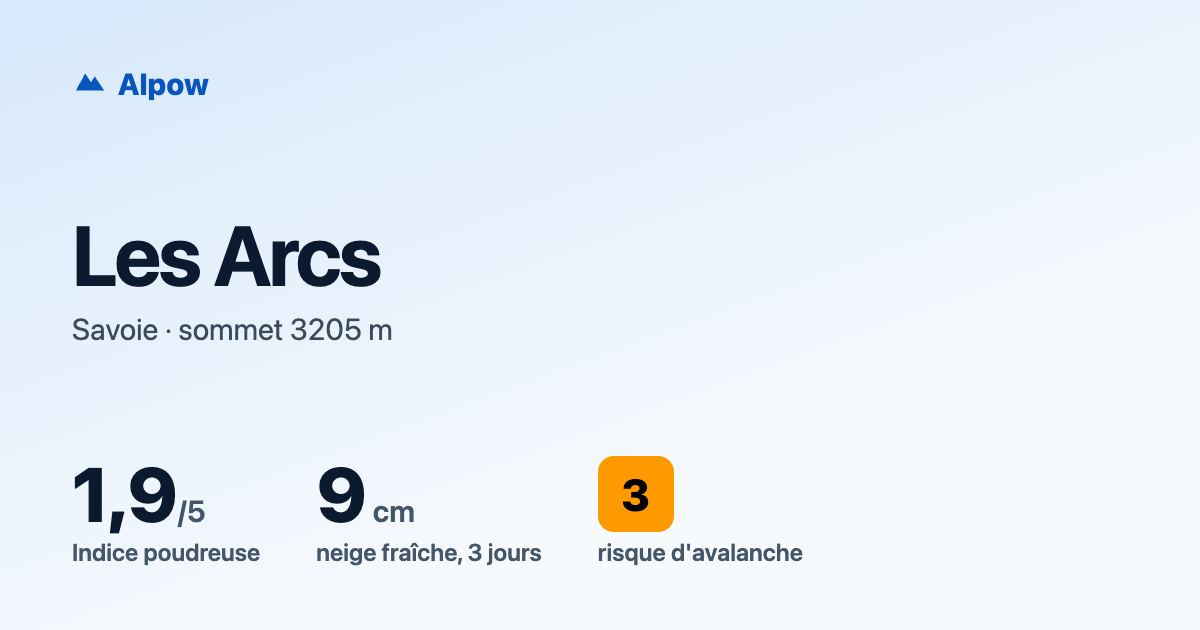 Alpow
Les Arcs
Savoie · sommet 3205 m
1,9/5
Indice poudreuse
9 cm
neige fraîche, 3 jours
3
risque d'avalanche